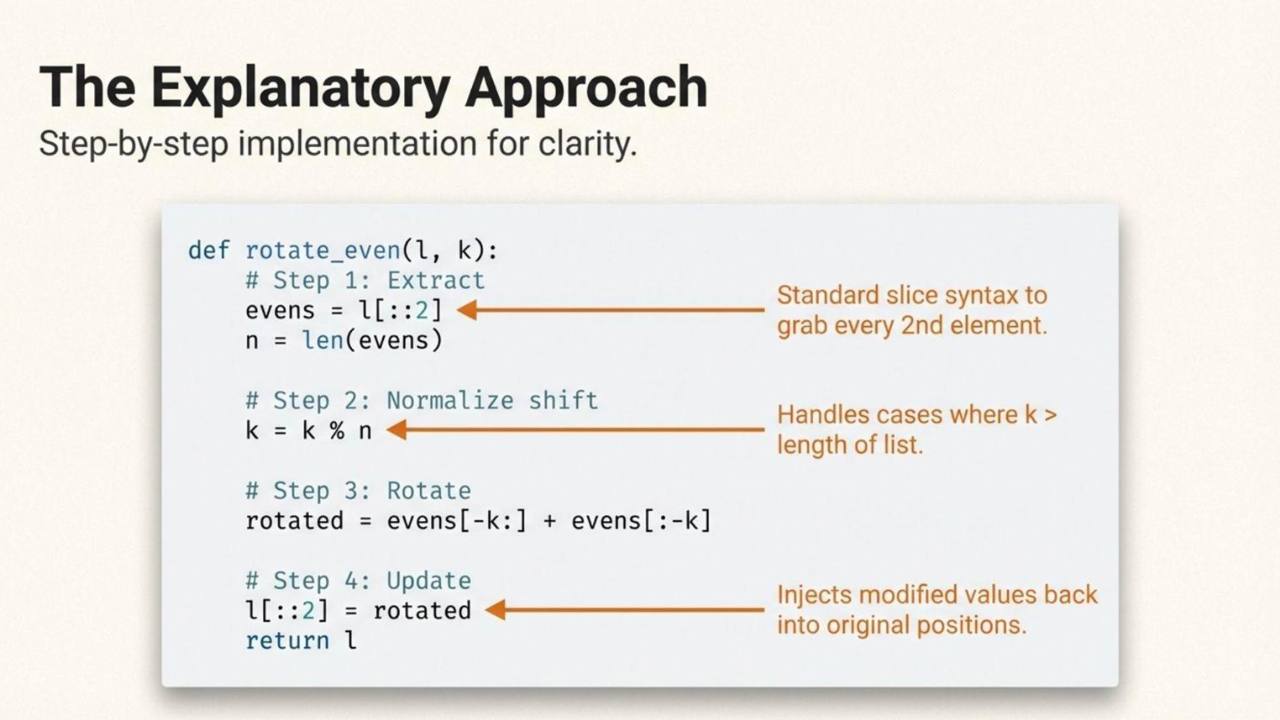 The Explanatory Approach
Step-by-step implementation for clarity.
def rotate_even(l, k):
    # Step 1: Extract
    evens = l[::2]
    n = len(evens)
    # Step 2: Normalize shift
    k = k % n
    # Step 3: Rotate
    rotated = evens[-k:] + evens[:-k]
    # Step 4: Update
    l[::2] = rotated
    return l
Standard slice syntax to
grab every 2nd element.
Handles cases where k >
length of list.
Injects modified values back
into original positions.